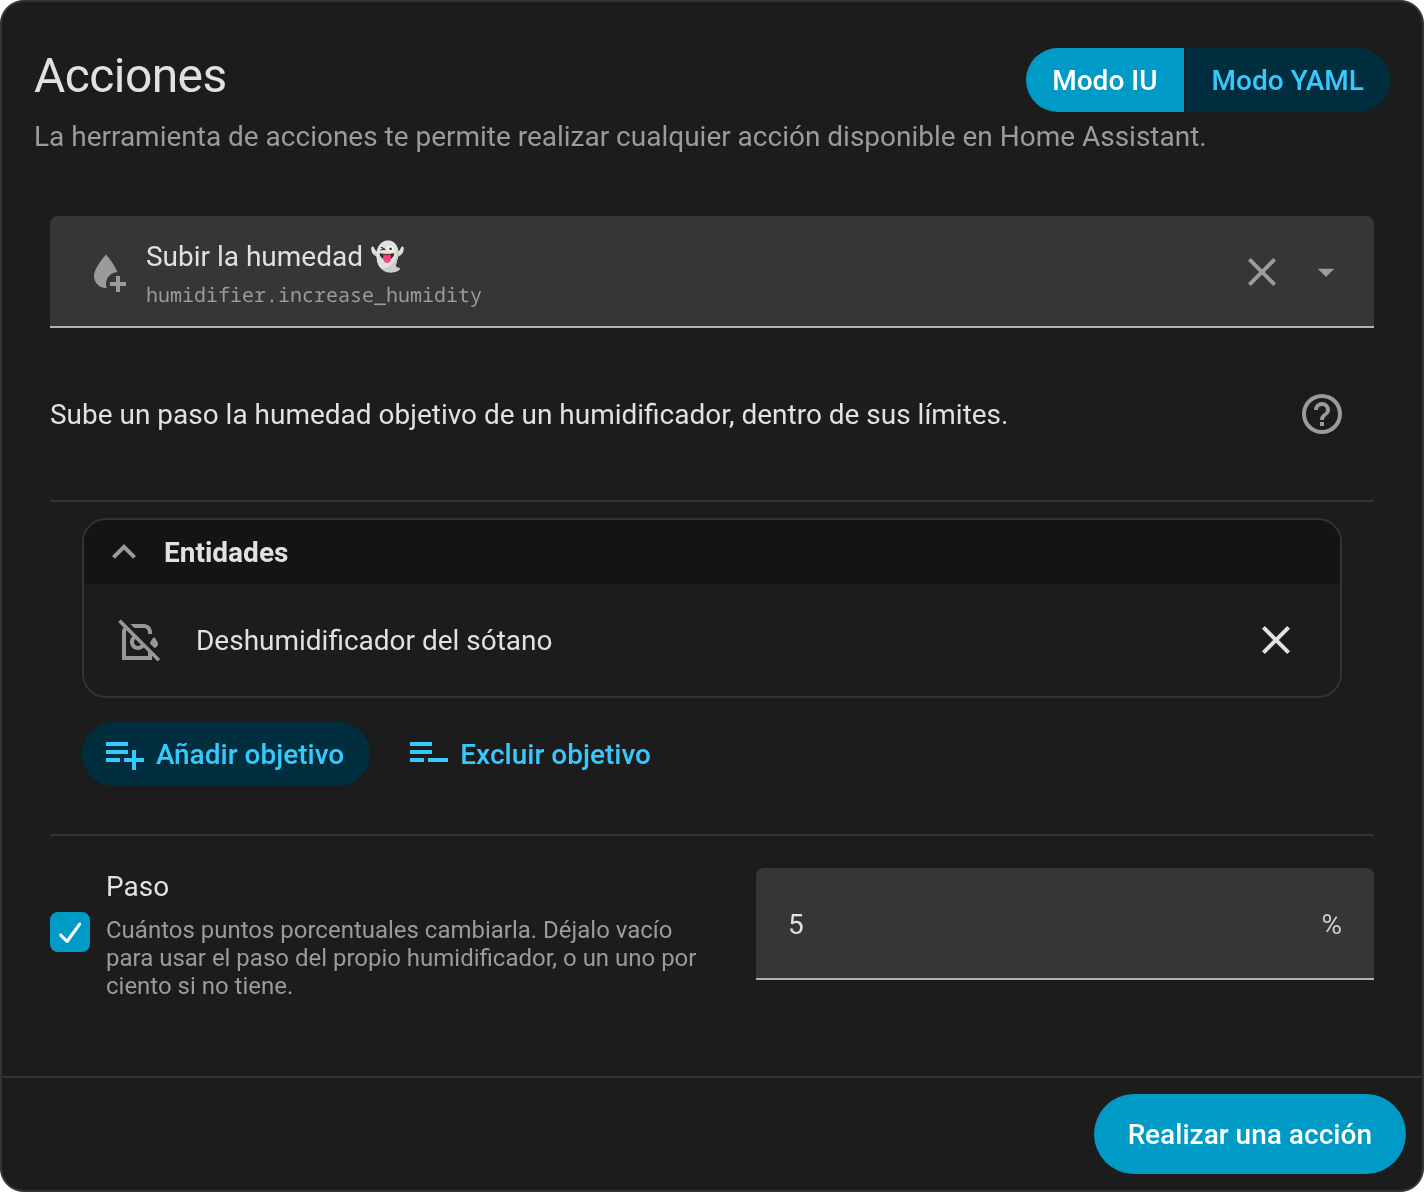 Acciones
Modo IU
Modo YAML
La herramienta de acciones te permite realizar cualquier acción disponible en Home Assistant.
Subir la humedad 👻
humidifier.increase_humidity
Sube un paso la humedad objetivo de un humidificador, dentro de sus límites.
Entidades
Deshumidificador del sótano
Añadir objetivo
Excluir objetivo
Paso
Cuántos puntos porcentuales cambiarla. Déjalo vacío
para usar el paso del propio humidificador, o un uno por
ciento si no tiene.
5 %
Realizar una acción